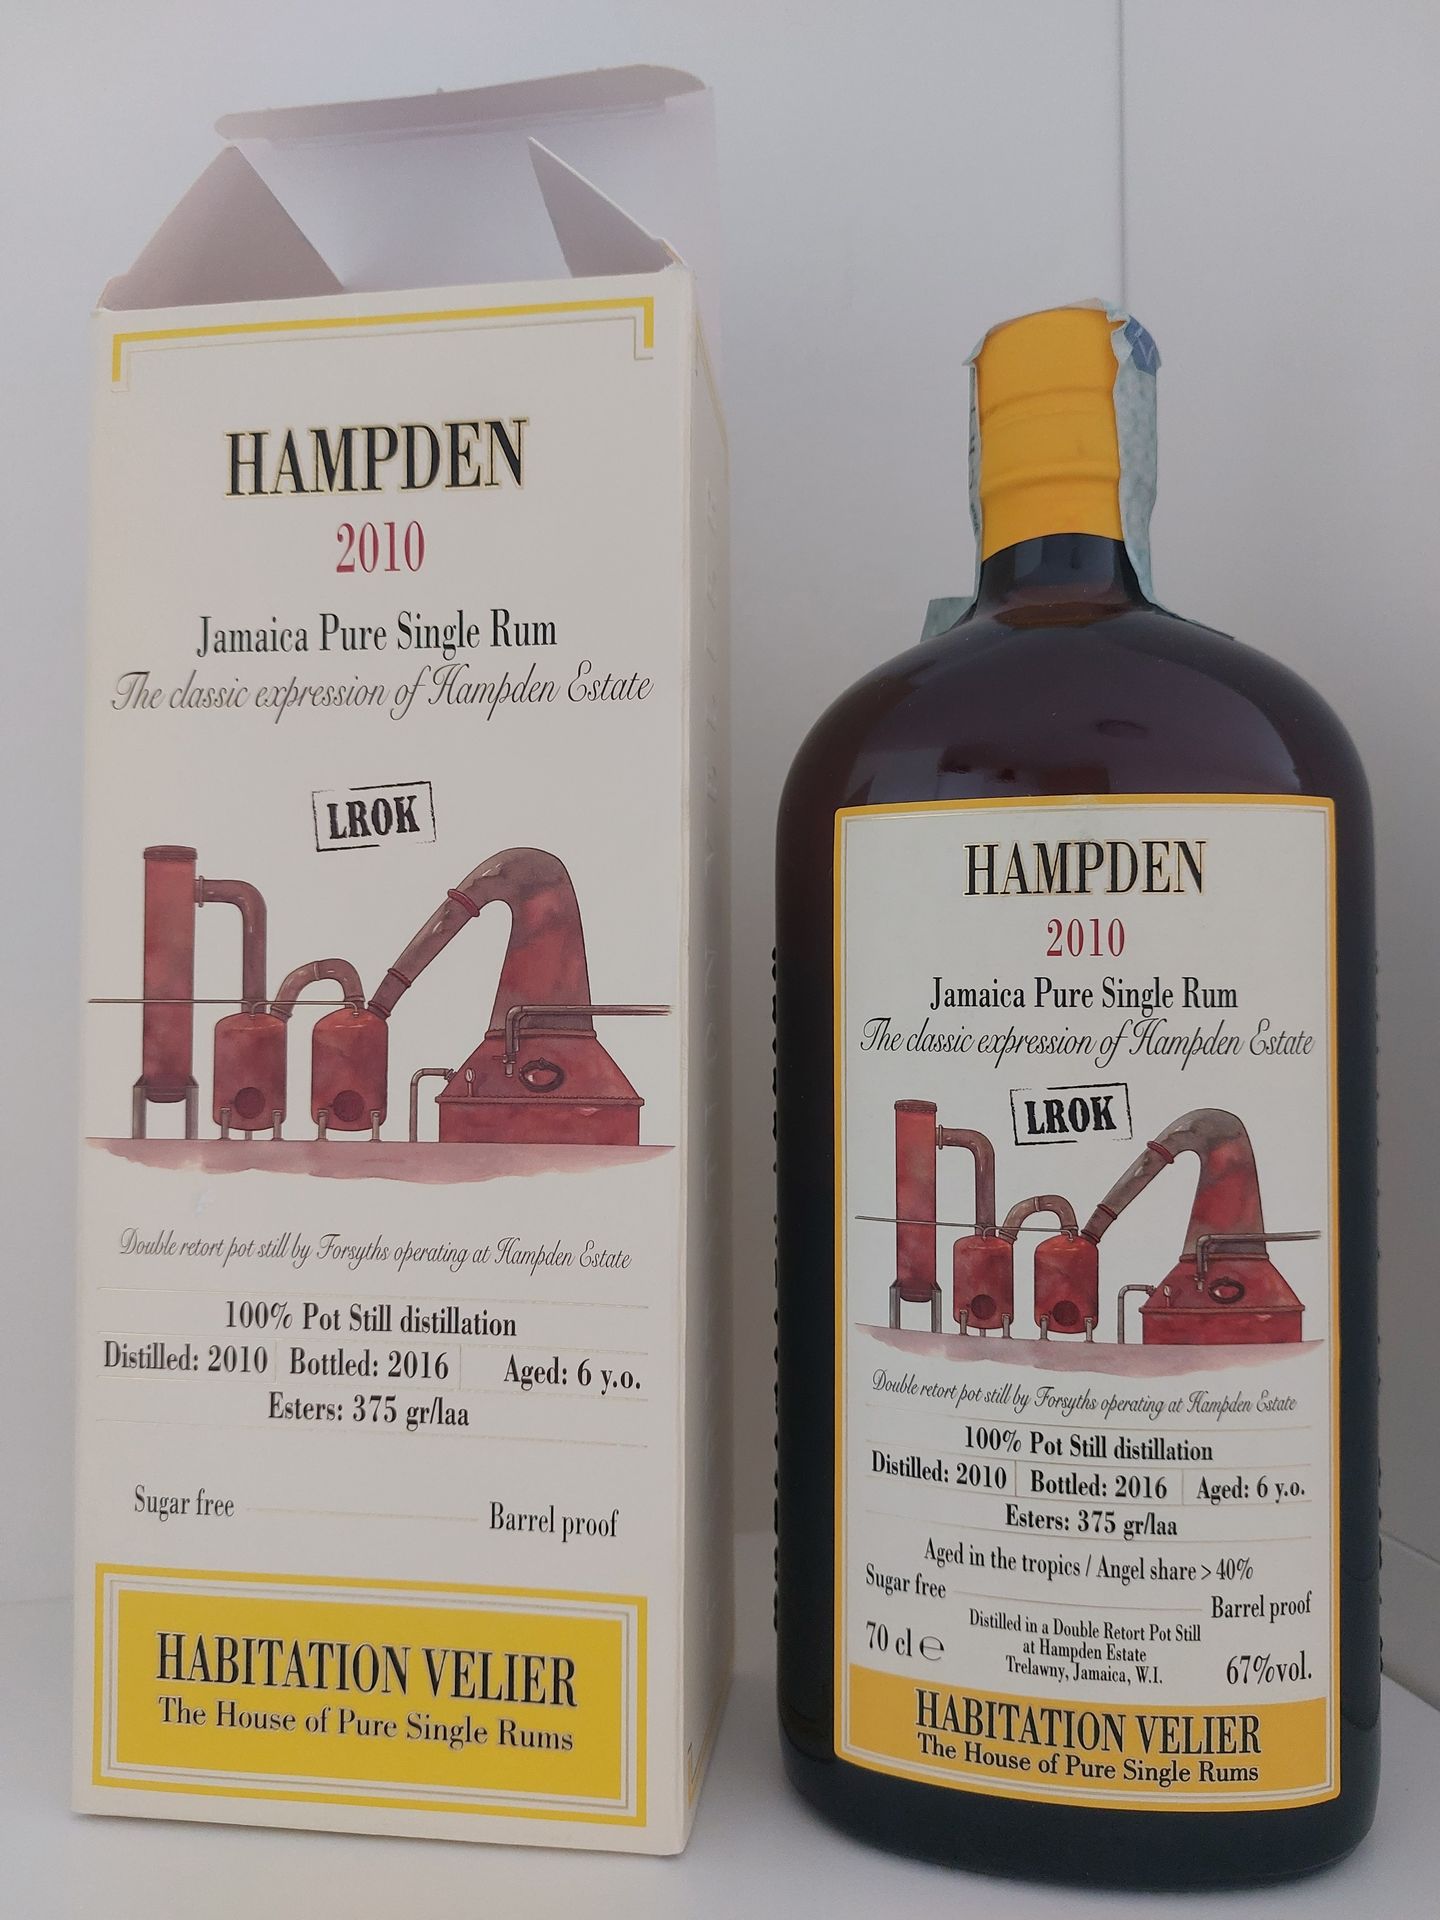 HAMPDEN
2010
Jamaica Pure Single Rum
The classic expression of Hampden Estate
LROK
Double retort pot still by Forsyths operating at Hampden Estate
100% Pot Still distillation
Distilled: 2010 Bottled: 2016 Aged: 6 y.o.
Esters: 375 gr/laa
Sugar free Barrel proof
HABITATION VELIER
The House of Pure Single Rums
HAMPDEN
2010
Jamaica Pure Single Rum
The classic expression of Hampden Estate
LROK
Double retort pot still by Forsyths operating at Hampden Estate
100% Pot Still distillation
Distilled: 2010 Bottled: 2016 Aged: 6 y.o.
Esters: 375 gr/laa
Aged in the tropics / Angel share > 40%
Sugar free Barrel proof
Distilled in a Double Retort Pot Still
at Hampden Estate
Trelawny, Jamaica, W.I.
70 cl ℮ 67%vol.
HABITATION VELIER
The House of Pure Single Rums